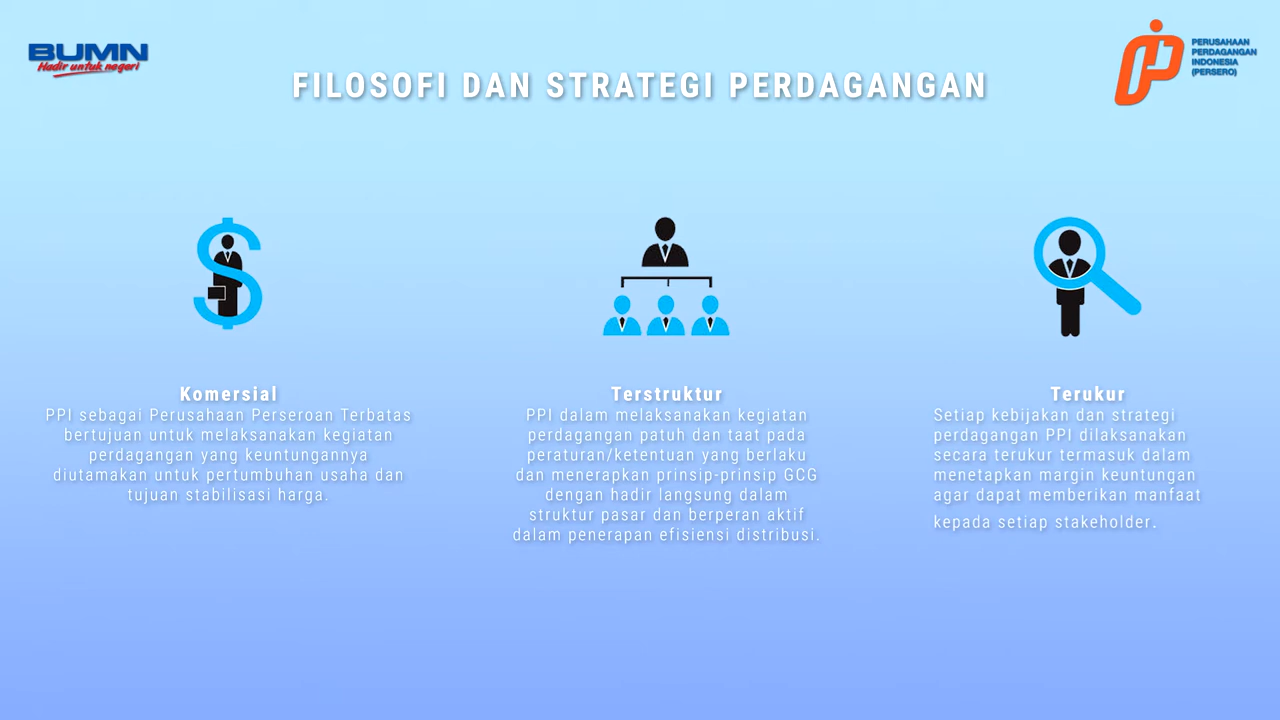 BUMN
Hadir untuk negeri
PERUSAHAAN
PERDAGANGAN
INDONESIA
(PERSERO)
FILOSOFI DAN STRATEGI PERDAGANGAN
Komersial
PPI sebagai Perusahaan Perseroan Terbatas
bertujuan untuk melaksanakan kegiatan
perdagangan yang keuntungannya
diutamakan untuk pertumbuhan usaha dan
tujuan stabilisasi harga.
Terstruktur
PPI dalam melaksanakan kegiatan
perdagangan patuh dan taat pada
peraturan/ketentuan yang berlaku
dan menerapkan prinsip-prinsip GCG
dengan hadir langsung dalam
struktur pasar dan berperan aktif
dalam penerapan efisiensi distribusi.
Terukur
Setiap kebijakan dan strategi
perdagangan PPI dilaksanakan
secara terukur termasuk dalam
menetapkan margin keuntungan
agar dapat memberikan manfaat
kepada setiap stakeholder.